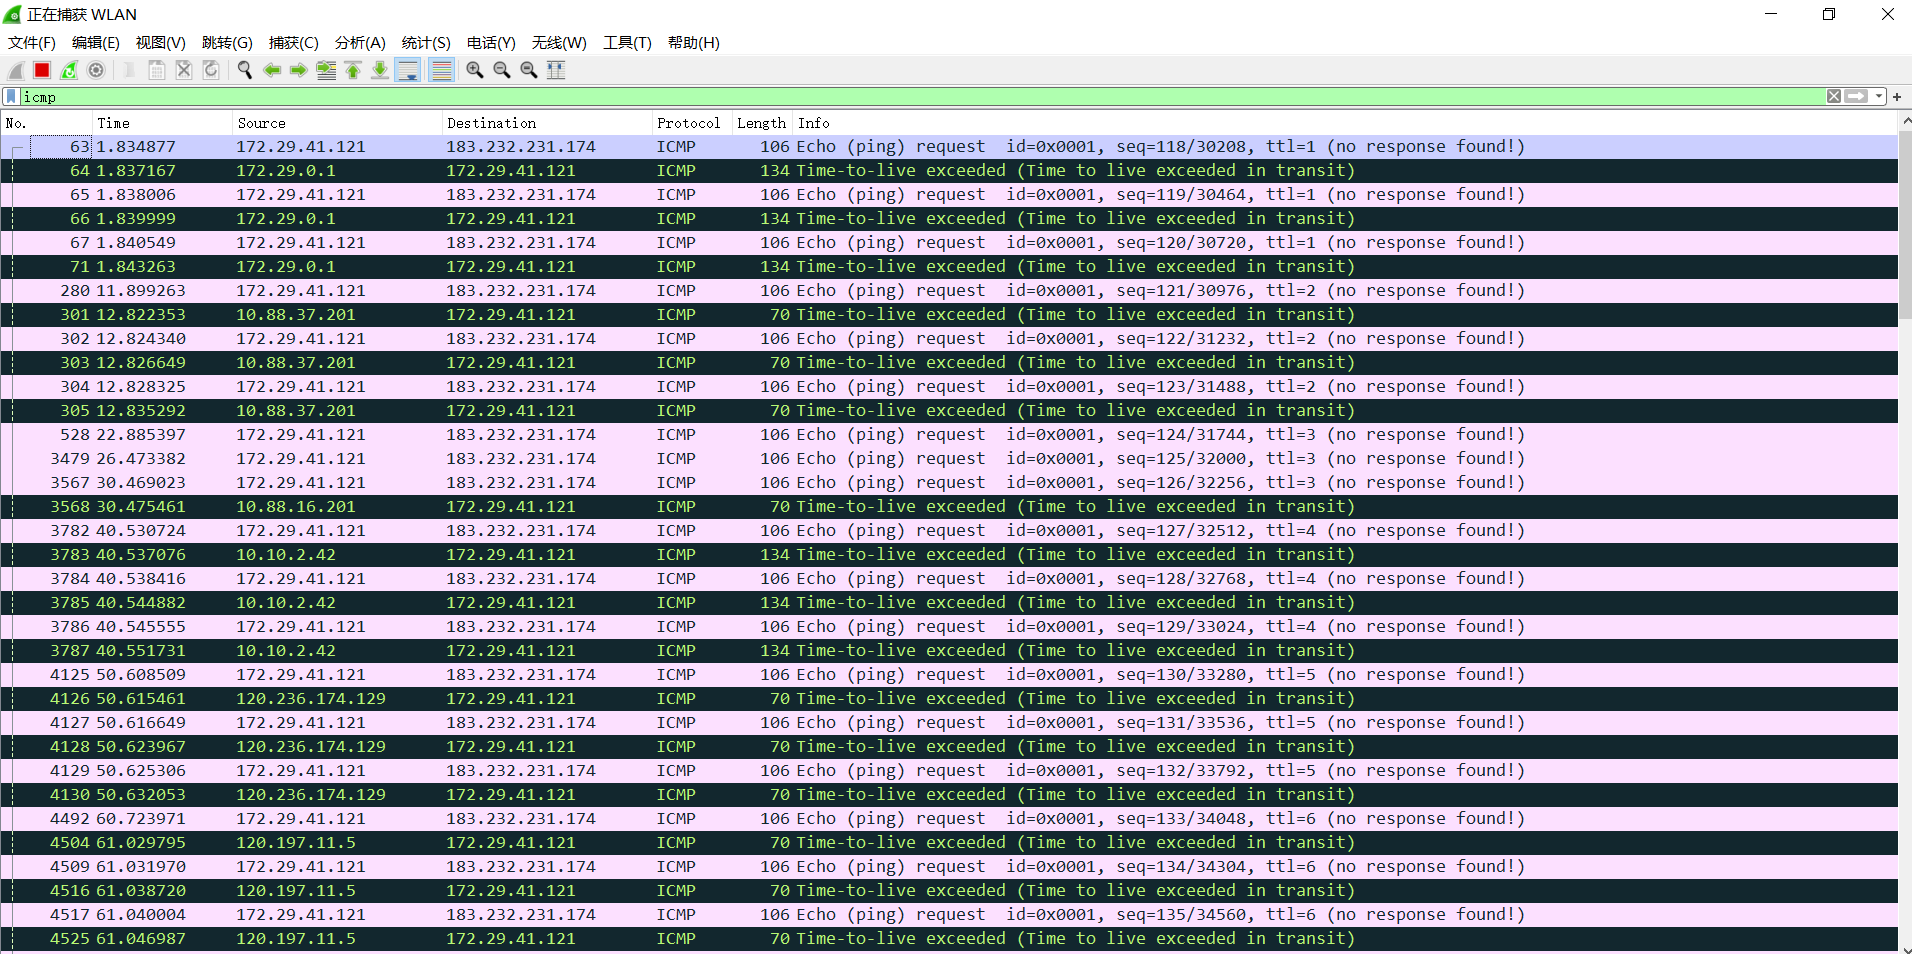 正在捕获 WLAN
文件(F) 编辑(E) 视图(V) 跳转(G) 捕获(C) 分析(A) 统计(S) 电话(Y) 无线(W) 工具(T) 帮助(H)
icmp
No. Time Source Destination Protocol Length Info
63 1.834877 172.29.41.121 183.232.231.174 ICMP 106 Echo (ping) request id=0x0001, seq=118/30208, ttl=1 (no response found!)
64 1.837167 172.29.0.1 172.29.41.121 ICMP 134 Time-to-live exceeded (Time to live exceeded in transit)
65 1.838006 172.29.41.121 183.232.231.174 ICMP 106 Echo (ping) request id=0x0001, seq=119/30464, ttl=1 (no response found!)
66 1.839999 172.29.0.1 172.29.41.121 ICMP 134 Time-to-live exceeded (Time to live exceeded in transit)
67 1.840549 172.29.41.121 183.232.231.174 ICMP 106 Echo (ping) request id=0x0001, seq=120/30720, ttl=1 (no response found!)
71 1.843263 172.29.0.1 172.29.41.121 ICMP 134 Time-to-live exceeded (Time to live exceeded in transit)
280 11.899263 172.29.41.121 183.232.231.174 ICMP 106 Echo (ping) request id=0x0001, seq=121/30976, ttl=2 (no response found!)
301 12.822353 10.88.37.201 172.29.41.121 ICMP 70 Time-to-live exceeded (Time to live exceeded in transit)
302 12.824340 172.29.41.121 183.232.231.174 ICMP 106 Echo (ping) request id=0x0001, seq=122/31232, ttl=2 (no response found!)
303 12.826649 10.88.37.201 172.29.41.121 ICMP 70 Time-to-live exceeded (Time to live exceeded in transit)
304 12.828325 172.29.41.121 183.232.231.174 ICMP 106 Echo (ping) request id=0x0001, seq=123/31488, ttl=2 (no response found!)
305 12.835292 10.88.37.201 172.29.41.121 ICMP 70 Time-to-live exceeded (Time to live exceeded in transit)
528 22.885397 172.29.41.121 183.232.231.174 ICMP 106 Echo (ping) request id=0x0001, seq=124/31744, ttl=3 (no response found!)
3479 26.473382 172.29.41.121 183.232.231.174 ICMP 106 Echo (ping) request id=0x0001, seq=125/32000, ttl=3 (no response found!)
3567 30.469023 172.29.41.121 183.232.231.174 ICMP 106 Echo (ping) request id=0x0001, seq=126/32256, ttl=3 (no response found!)
3568 30.475461 10.88.16.201 172.29.41.121 ICMP 70 Time-to-live exceeded (Time to live exceeded in transit)
3782 40.530724 172.29.41.121 183.232.231.174 ICMP 106 Echo (ping) request id=0x0001, seq=127/32512, ttl=4 (no response found!)
3783 40.537076 10.10.2.42 172.29.41.121 ICMP 134 Time-to-live exceeded (Time to live exceeded in transit)
3784 40.538416 172.29.41.121 183.232.231.174 ICMP 106 Echo (ping) request id=0x0001, seq=128/32768, ttl=4 (no response found!)
3785 40.544882 10.10.2.42 172.29.41.121 ICMP 134 Time-to-live exceeded (Time to live exceeded in transit)
3786 40.545555 172.29.41.121 183.232.231.174 ICMP 106 Echo (ping) request id=0x0001, seq=129/33024, ttl=4 (no response found!)
3787 40.551731 10.10.2.42 172.29.41.121 ICMP 134 Time-to-live exceeded (Time to live exceeded in transit)
4125 50.608509 172.29.41.121 183.232.231.174 ICMP 106 Echo (ping) request id=0x0001, seq=130/33280, ttl=5 (no response found!)
4126 50.615461 120.236.174.129 172.29.41.121 ICMP 70 Time-to-live exceeded (Time to live exceeded in transit)
4127 50.616649 172.29.41.121 183.232.231.174 ICMP 106 Echo (ping) request id=0x0001, seq=131/33536, ttl=5 (no response found!)
4128 50.623967 120.236.174.129 172.29.41.121 ICMP 70 Time-to-live exceeded (Time to live exceeded in transit)
4129 50.625306 172.29.41.121 183.232.231.174 ICMP 106 Echo (ping) request id=0x0001, seq=132/33792, ttl=5 (no response found!)
4130 50.632053 120.236.174.129 172.29.41.121 ICMP 70 Time-to-live exceeded (Time to live exceeded in transit)
4492 60.723971 172.29.41.121 183.232.231.174 ICMP 106 Echo (ping) request id=0x0001, seq=133/34048, ttl=6 (no response found!)
4504 61.029795 120.197.11.5 172.29.41.121 ICMP 70 Time-to-live exceeded (Time to live exceeded in transit)
4509 61.031970 172.29.41.121 183.232.231.174 ICMP 106 Echo (ping) request id=0x0001, seq=134/34304, ttl=6 (no response found!)
4516 61.038720 120.197.11.5 172.29.41.121 ICMP 70 Time-to-live exceeded (Time to live exceeded in transit)
4517 61.040004 172.29.41.121 183.232.231.174 ICMP 106 Echo (ping) request id=0x0001, seq=135/34560, ttl=6 (no response found!)
4525 61.046987 120.197.11.5 172.29.41.121 ICMP 70 Time-to-live exceeded (Time to live exceeded in transit)